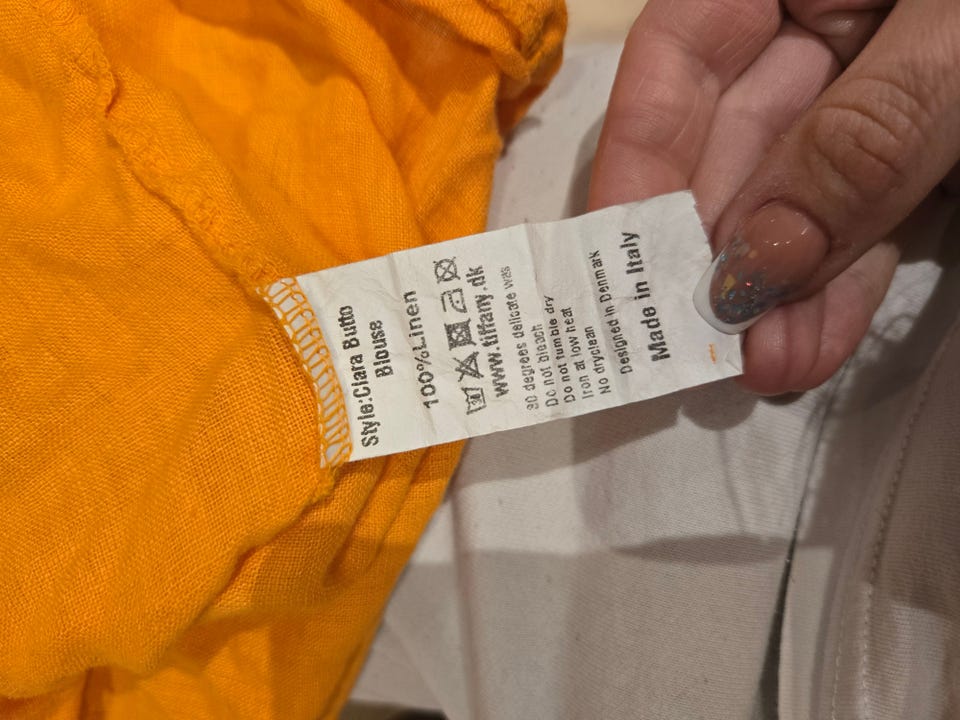 Style:Clara Butto
Blouse
100%Linen
www.tiffany.dk
30 degrees delicate was
Do not bleach
Do not tumble dry
Iron at low heat
No dryclean
Designed in Denmark
Made in Italy